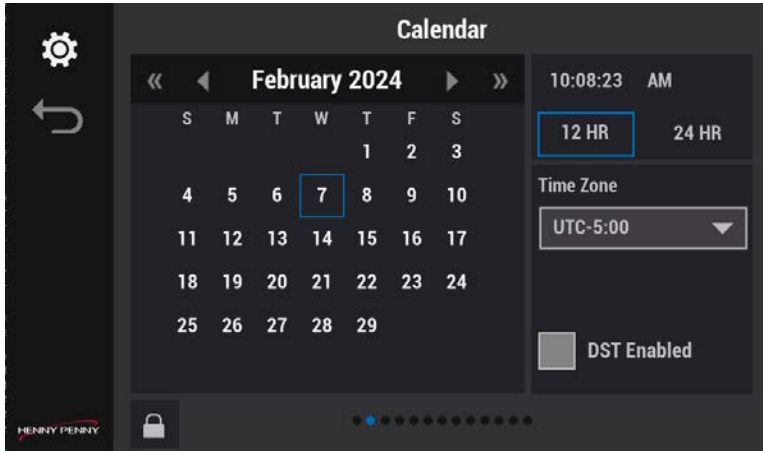 Calendar
« February 2024 »
S M T W T F S
1 2 3
4 5 6 7 8 9 10
11 12 13 14 15 16 17
18 19 20 21 22 23 24
25 26 27 28 29
10:08:23 AM
12 HR 24 HR
Time Zone
UTC-5:00
DST Enabled
HENNY PENNY